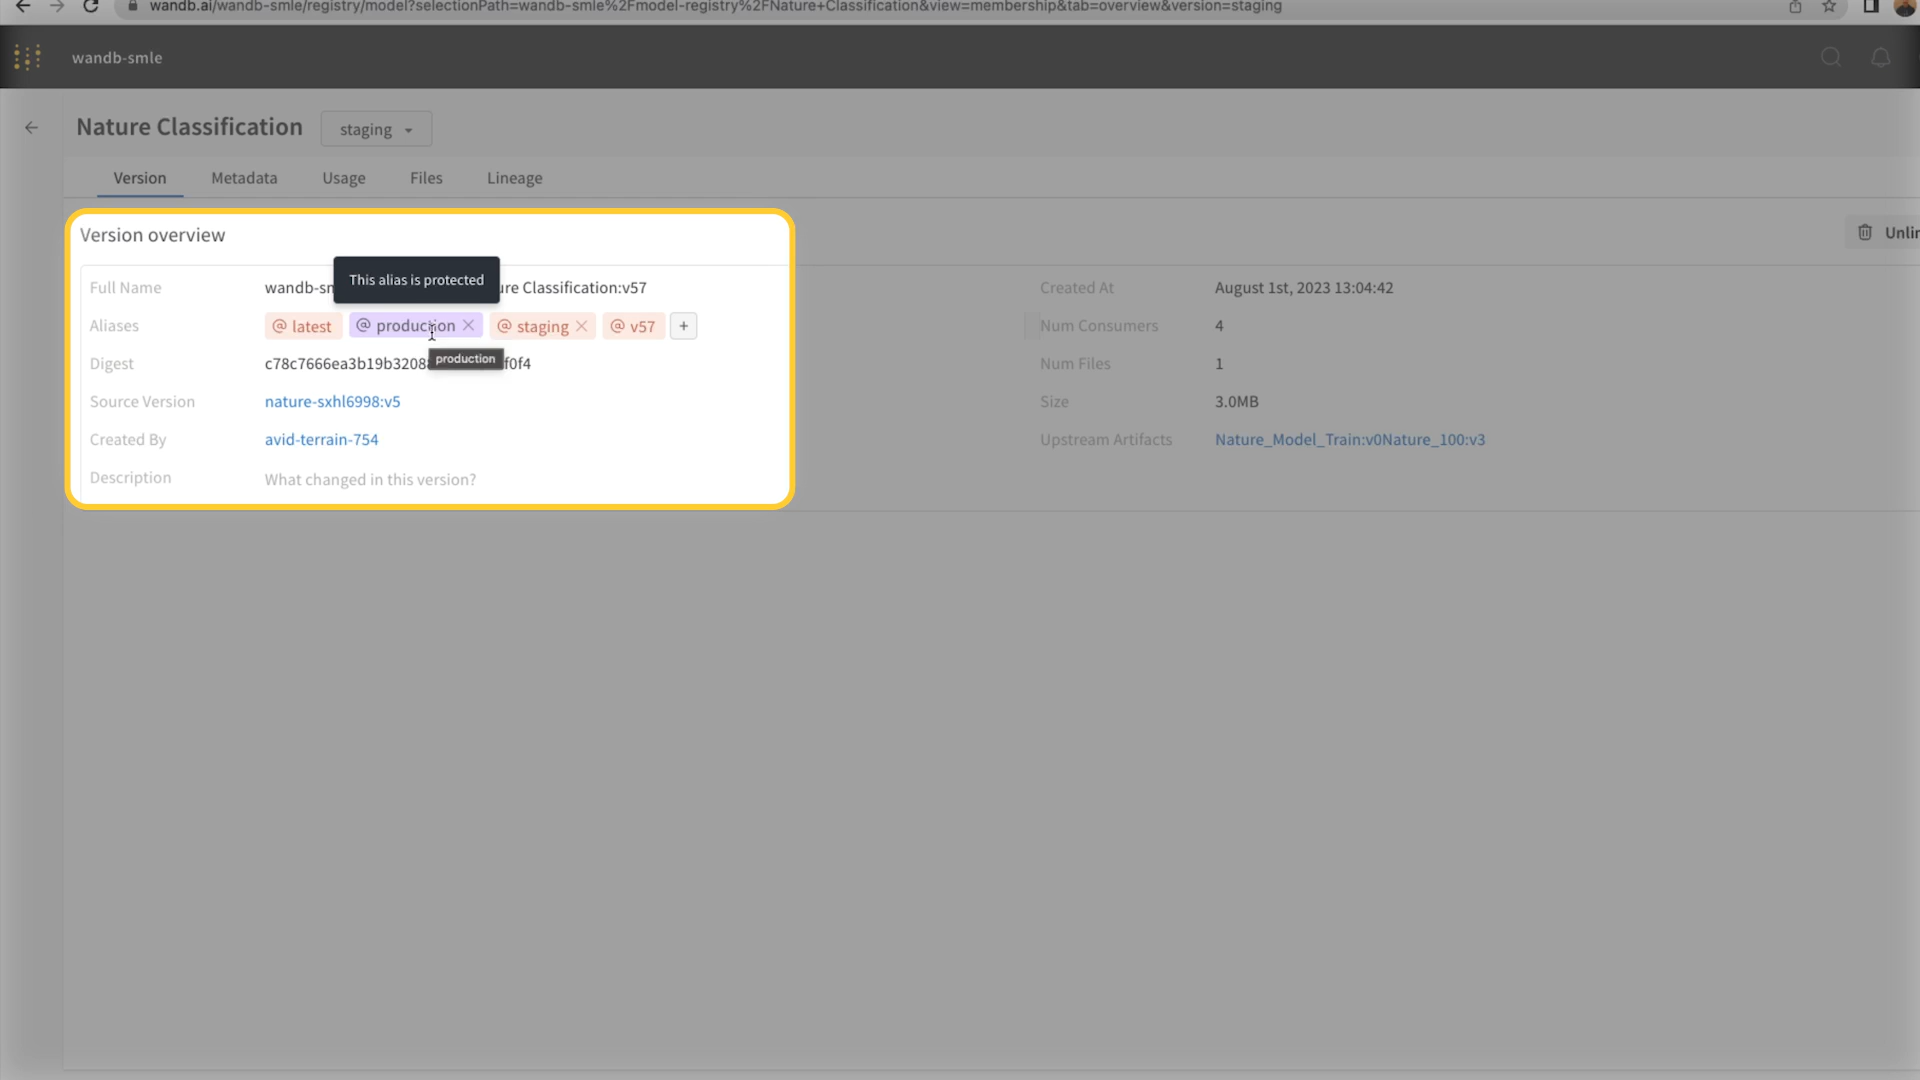 wandb.ai/wandb-smle/registry/model?selectionPath=wandb-smle%2Fmodel-registry%2FNature+Classification&view=membership&tab=overview&version=staging
wandb-smle
Nature Classification staging
Version Metadata Usage Files Lineage
Version overview
Unlin
This alias is protected
Full Name wandb-sm re Classification:v57 Created At August 1st, 2023 13:04:42
Aliases @ latest @ production @ staging @ v57 + Num Consumers 4
production
Digest c78c7666ea3b19b3208 f0f4 Num Files 1
Source Version nature-sxhl6998:v5 Size 3.0MB
Created By avid-terrain-754 Upstream Artifacts Nature_Model_Train:v0Nature_100:v3
Description What changed in this version?